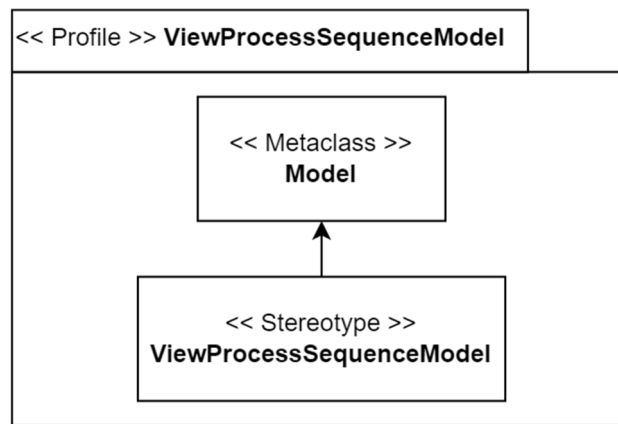 << Profile >> ViewProcessSequenceModel
<< Metaclass >>
Model
<< Stereotype >>
ViewProcessSequenceModel